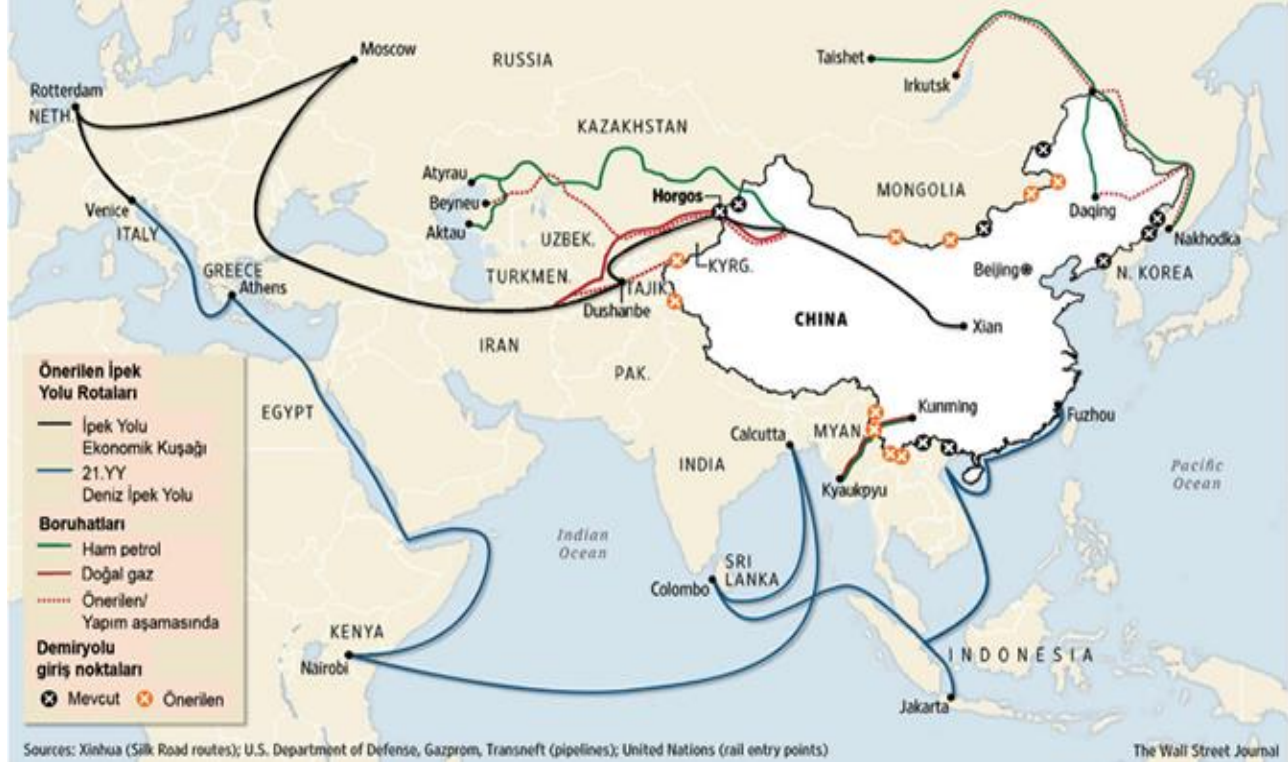 Moscow
RUSSIA
Taishet
Irkutsk
Rotterdam
NETH.
KAZAKHSTAN
Atyrau
Beyneu
Aktau
Horgos
MONGOLIA
Daqing
Nakhodka
Venice
ITALY
UZBEK.
KYRG.
Beijing
N. KOREA
GREECE
Athens
TURKMEN.
TAJIK.
Dushanbe
CHINA
Xian
IRAN
PAK.
EGYPT
Kunming
Fuzhou
Calcutta
MYAN.
INDIA
Kyaukpyu
Pacific
Ocean
Indian
Ocean
SRI
LANKA
Colombo
KENYA
Nairobi
INDONESIA
Jakarta
Önerilen İpek
Yolu Rotaları
İpek Yolu
Ekonomik Kuşağı
21.YY
Deniz İpek Yolu
Boruhatları
Ham petrol
Doğal gaz
Önerilen/
Yapım aşamasında
Demiryolu
giriş noktaları
Mevcut
Önerilen
Sources: Xinhua (Silk Road routes); U.S. Department of Defense, Gazprom, Transneft (pipelines); United Nations (rail entry points)
The Wall Street Journal